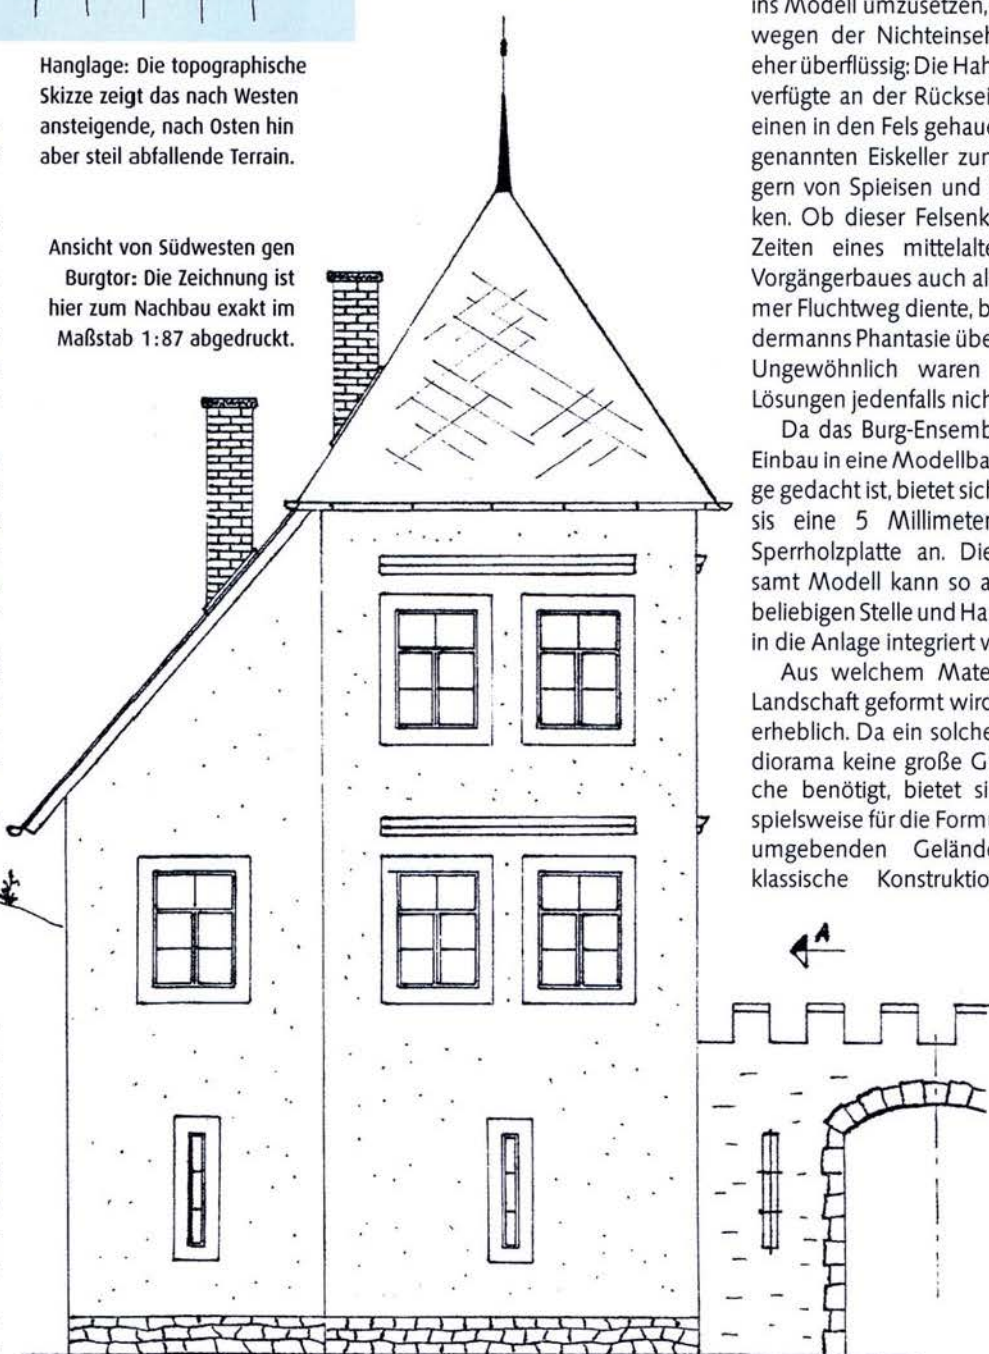 Hanglage: Die topographische
Skizze zeigt das nach Westen
ansteigende, nach Osten hin
aber steil abfallende Terrain.
Ansicht von Südwesten gen
Burgtor: Die Zeichnung ist
hier zum Nachbau exakt im
Maßstab 1:87 abgedruckt.
ins Modell umzusetzen,
wegen der Nichteinseh
eher überflüssig: Die Hah
verfügte an der Rücksei
einen in den Fels gehaue
genannten Eiskeller zur
gern von Spieisen und
ken. Ob dieser Felsenk
Zeiten eines mittelalte
Vorgängerbaues auch al
mer Fluchtweg diente, b
dermanns Phantasie übe
Ungewöhnlich waren
Lösungen jedenfalls nich
Da das Burg-Ensemb
Einbau in eine Modellba
ge gedacht ist, bietet sich
sis eine 5 Millimeter
Sperrholzplatte an. Die
samt Modell kann so a
beliebigen Stelle und Ha
in die Anlage integriert w
Aus welchem Mate
Landschaft geformt wird
erheblich. Da ein solche
diorama keine große G
che benötigt, bietet si
spielsweise für die Form
umgebenden Gelände
klassische Konstruktio
A